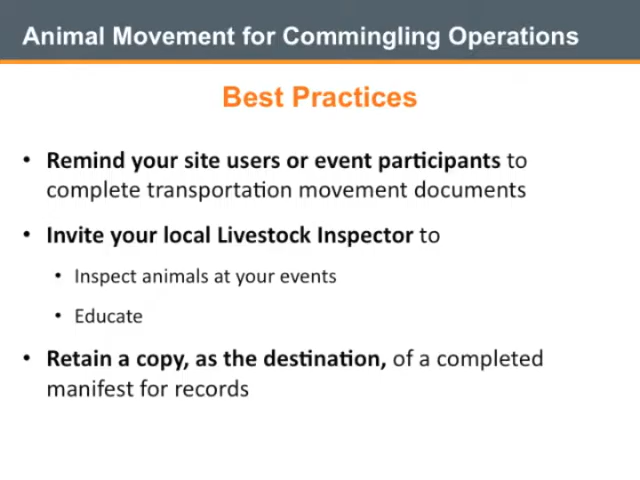 Animal Movement for Commingling Operations
Best Practices
• Remind your site users or event participants to
complete transportation movement documents
• Invite your local Livestock Inspector to
• Inspect animals at your events
• Educate
• Retain a copy, as the destination, of a completed
manifest for records